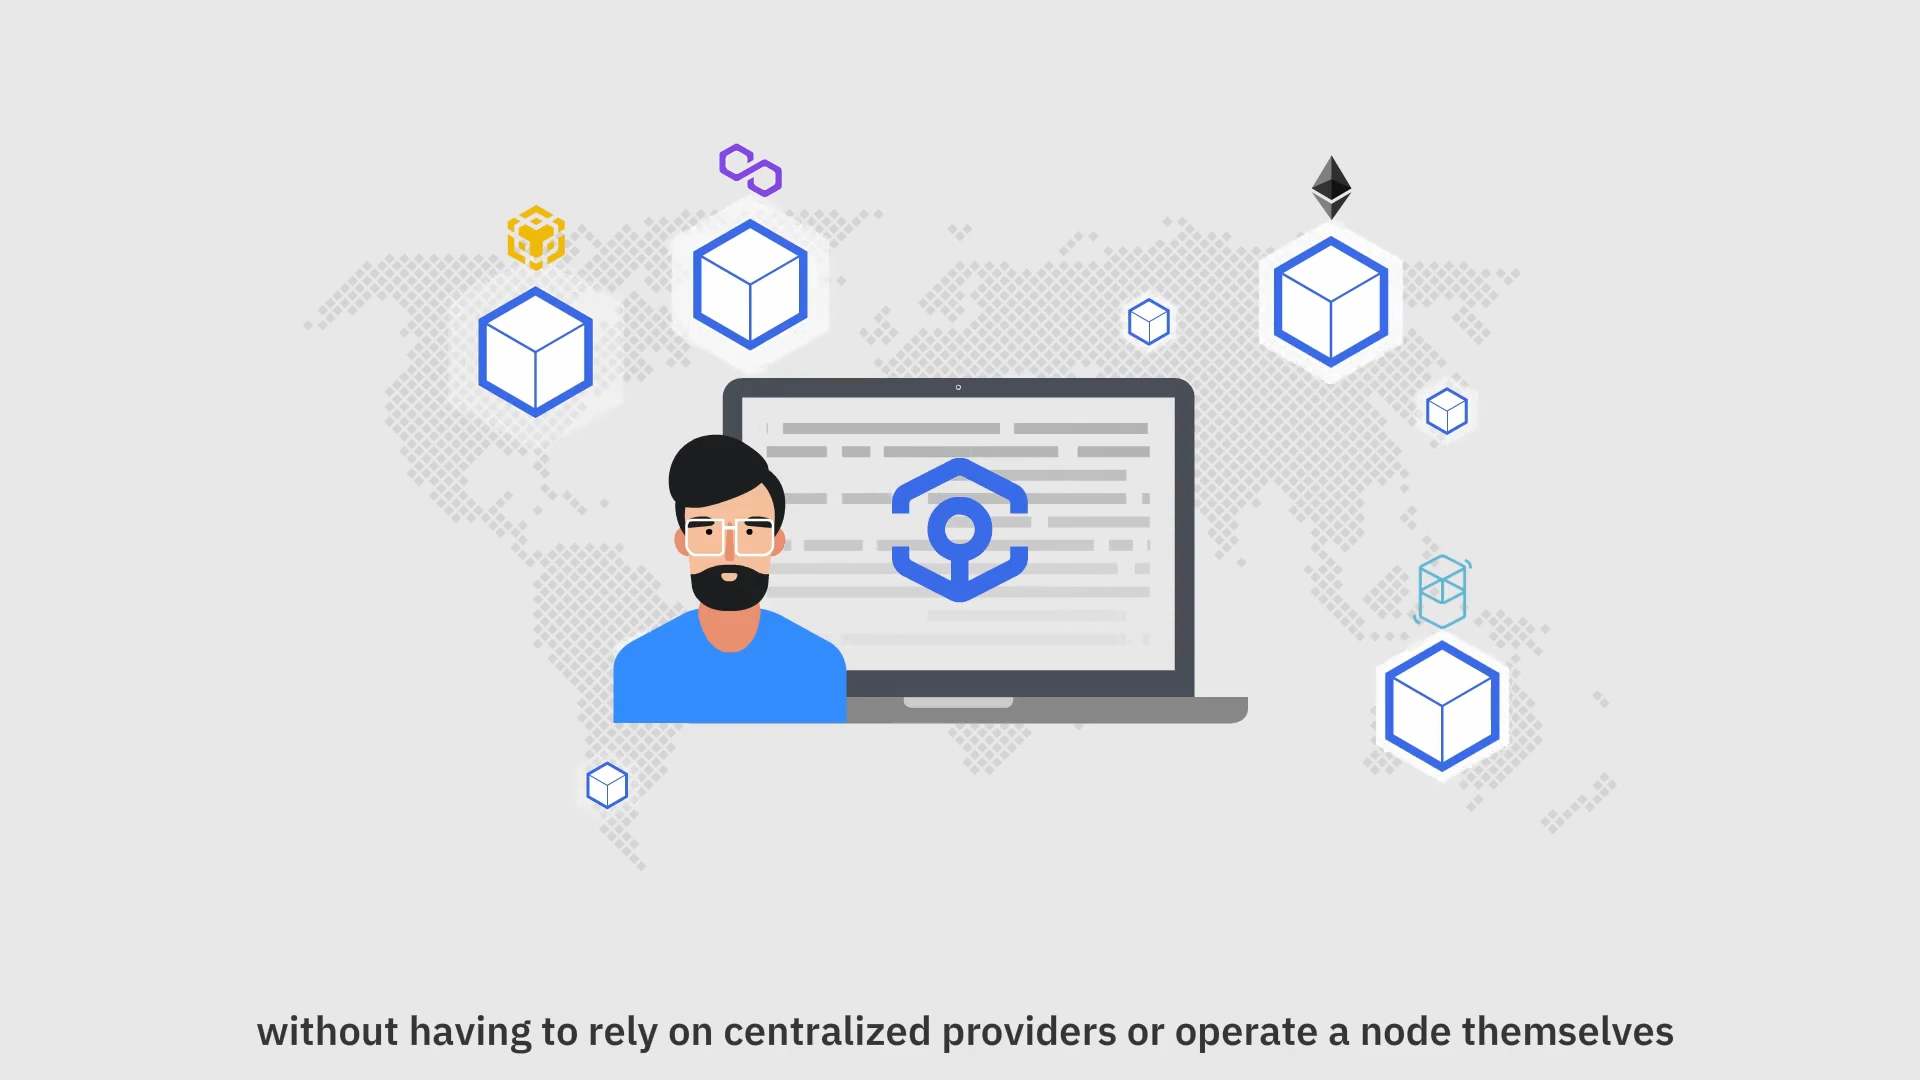 without having to rely on centralized providers or operate a node themselves